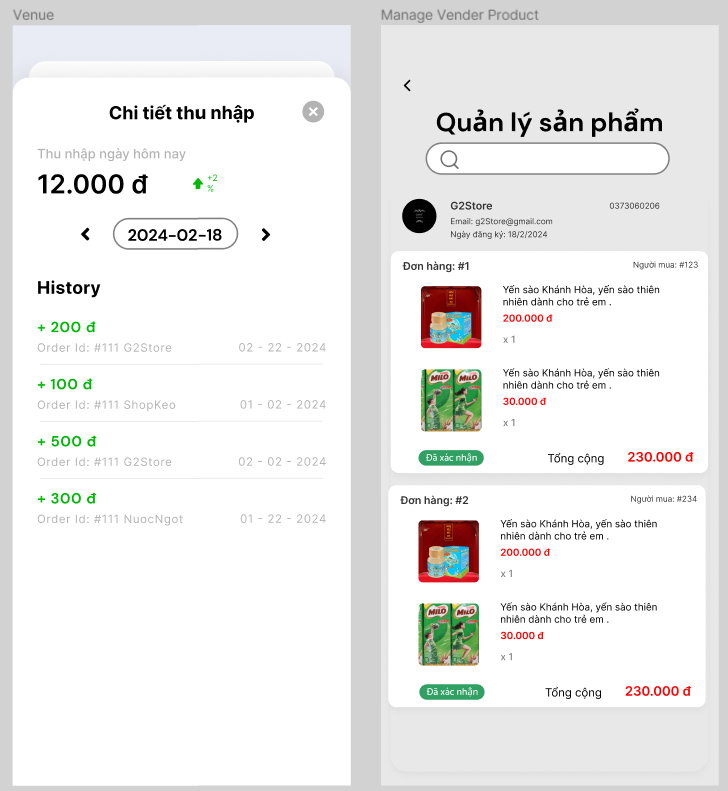 Venue
Chi tiết thu nhập
Thu nhập ngày hôm nay
12.000 đ
+2
%
2024-02-18
History
+ 200 đ
Order Id: #111 G2Store
02 - 22 - 2024
+ 100 đ
Order Id: #111 ShopKeo
01 - 02 - 2024
+ 500 đ
Order Id: #111 G2Store
02 - 02 - 2024
+ 300 đ
Order Id: #111 NuocNgot
01 - 22 - 2024
Manage Vender Product
Quản lý sản phẩm
G2Store
0373060206
Email: g2Store@gmail.com
Ngày đăng ký: 18/2/2024
Đơn hàng: #1
Người mua: #123
Yến sào Khánh Hòa, yến sào thiên
nhiên dành cho trẻ em .
200.000 đ
x 1
MILO
MILO
Yến sào Khánh Hòa, yến sào thiên
nhiên dành cho trẻ em .
30.000 đ
x 1
Đã xác nhận
Tổng cộng
230.000 đ
Đơn hàng: #2
Người mua: #234
Yến sào Khánh Hòa, yến sào thiên
nhiên dành cho trẻ em .
200.000 đ
x 1
MILO
MILO
Yến sào Khánh Hòa, yến sào thiên
nhiên dành cho trẻ em .
30.000 đ
x 1
Đã xác nhận
Tổng cộng
230.000 đ